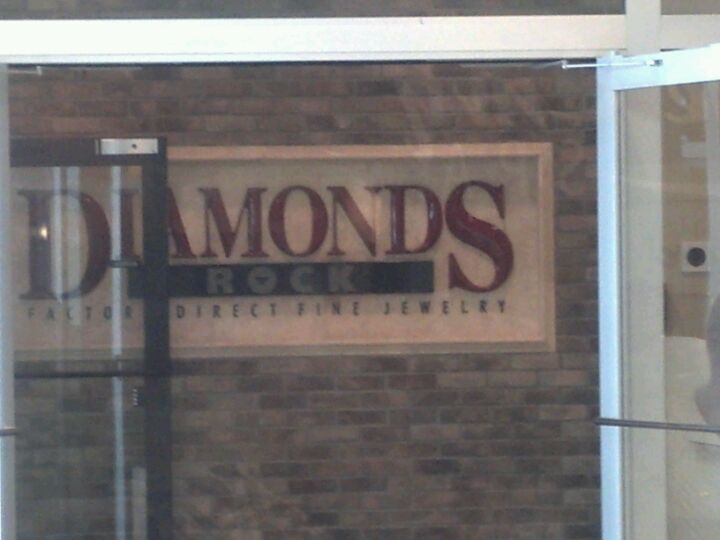 DIAMONDS
ROCK
FACTORY DIRECT FINE JEWELRY